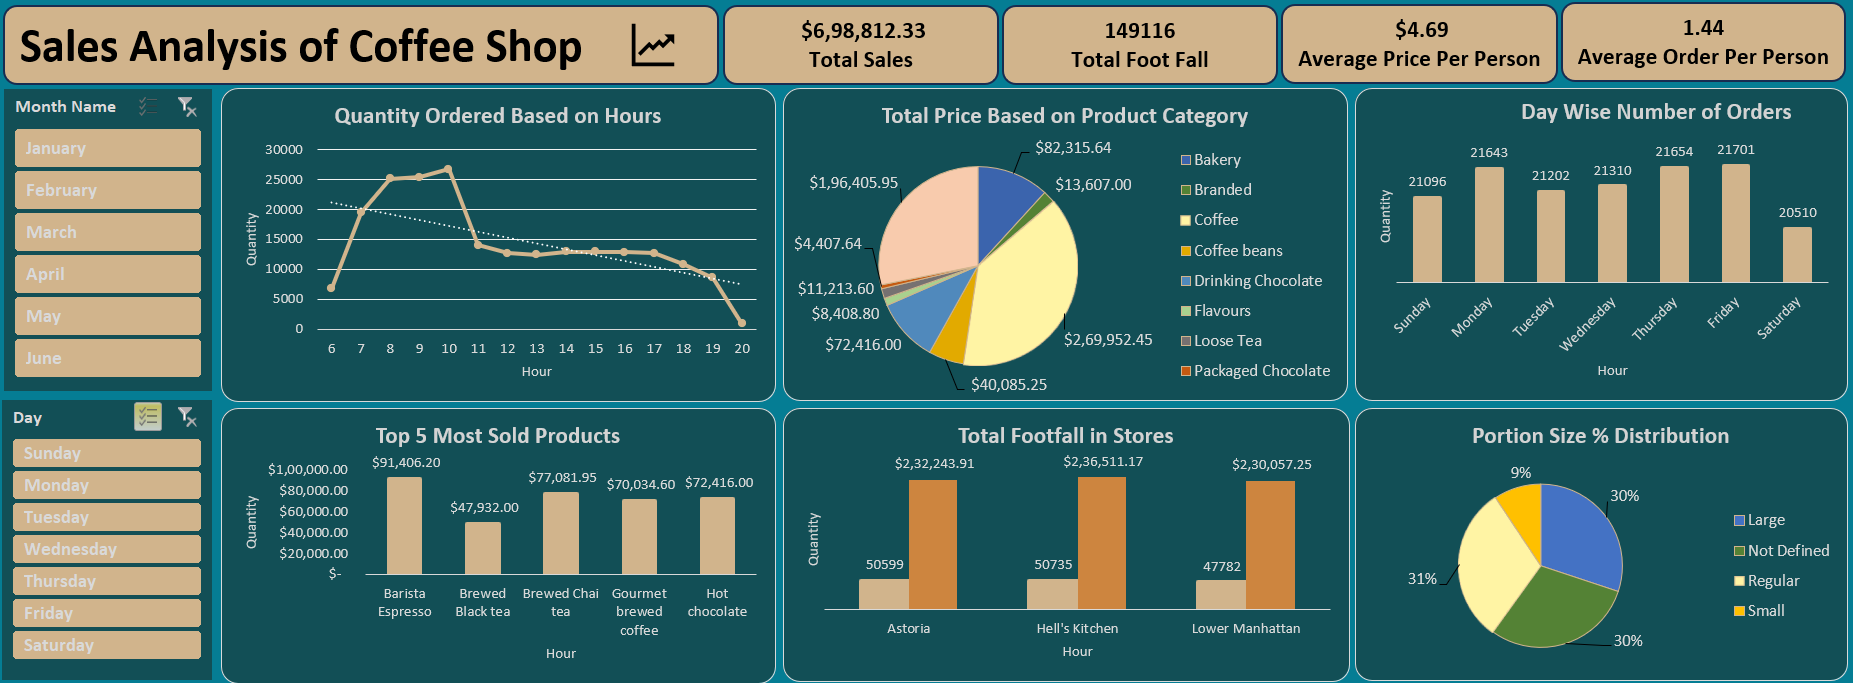 Sales Analysis of Coffee Shop
$6,98,812.33
Total Sales
149116
Total Foot Fall
$4.69
Average Price Per Person
1.44
Average Order Per Person
Month Name
January
February
March
April
May
June
Day
Sunday
Monday
Tuesday
Wednesday
Thursday
Friday
Saturday
Quantity Ordered Based on Hours
Quantity
30000
25000
20000
15000
10000
5000
0
6 7 8 9 10 11 12 13 14 15 16 17 18 19 20
Hour
Total Price Based on Product Category
$82,315.64
$13,607.00
$2,69,952.45
$40,085.25
$72,416.00
$8,408.80
$11,213.60
$4,407.64
$1,96,405.95
Bakery
Branded
Coffee
Coffee beans
Drinking Chocolate
Flavours
Loose Tea
Packaged Chocolate
Day Wise Number of Orders
Quantity
21096 21643 21202 21310 21654 21701 20510
Sunday Monday Tuesday Wednesday Thursday Friday Saturday
Hour
Top 5 Most Sold Products
Quantity
$1,00,000.00
$80,000.00
$60,000.00
$40,000.00
$20,000.00
$-
$91,406.20 $47,932.00 $77,081.95 $70,034.60 $72,416.00
Barista Espresso
Brewed Black tea
Brewed Chai tea
Gourmet brewed coffee
Hot chocolate
Hour
Total Footfall in Stores
Quantity
$2,32,243.91 $2,36,511.17 $2,30,057.25
50599 50735 47782
Astoria Hell's Kitchen Lower Manhattan
Hour
Portion Size % Distribution
9%
30%
31%
30%
Large
Not Defined
Regular
Small